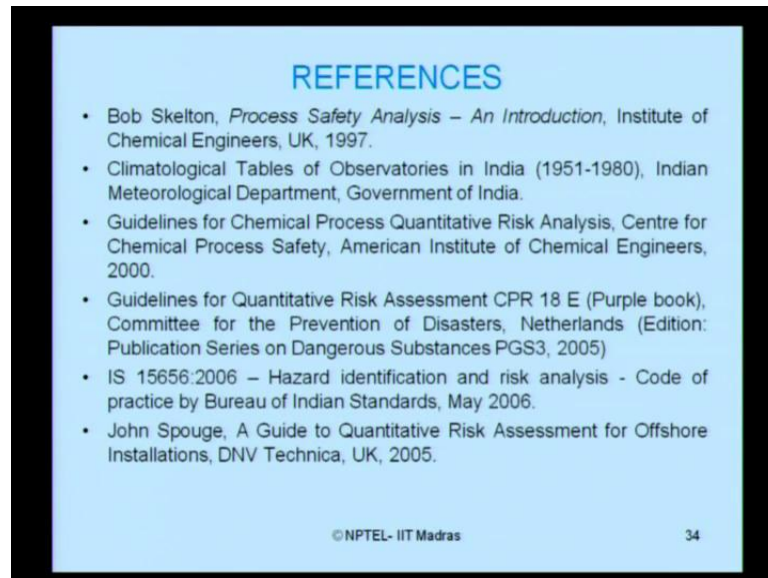 REFERENCES
• Bob Skelton, Process Safety Analysis – An Introduction, Institute of
Chemical Engineers, UK, 1997.
• Climatological Tables of Observatories in India (1951-1980), Indian
Meteorological Department, Government of India.
• Guidelines for Chemical Process Quantitative Risk Analysis, Centre for
Chemical Process Safety, American Institute of Chemical Engineers,
2000.
• Guidelines for Quantitative Risk Assessment CPR 18 E (Purple book),
Committee for the Prevention of Disasters, Netherlands (Edition:
Publication Series on Dangerous Substances PGS3, 2005)
• IS 15656:2006 – Hazard identification and risk analysis - Code of
practice by Bureau of Indian Standards, May 2006.
• John Spouge, A Guide to Quantitative Risk Assessment for Offshore
Installations, DNV Technica, UK, 2005.
©NPTEL- IIT Madras 34